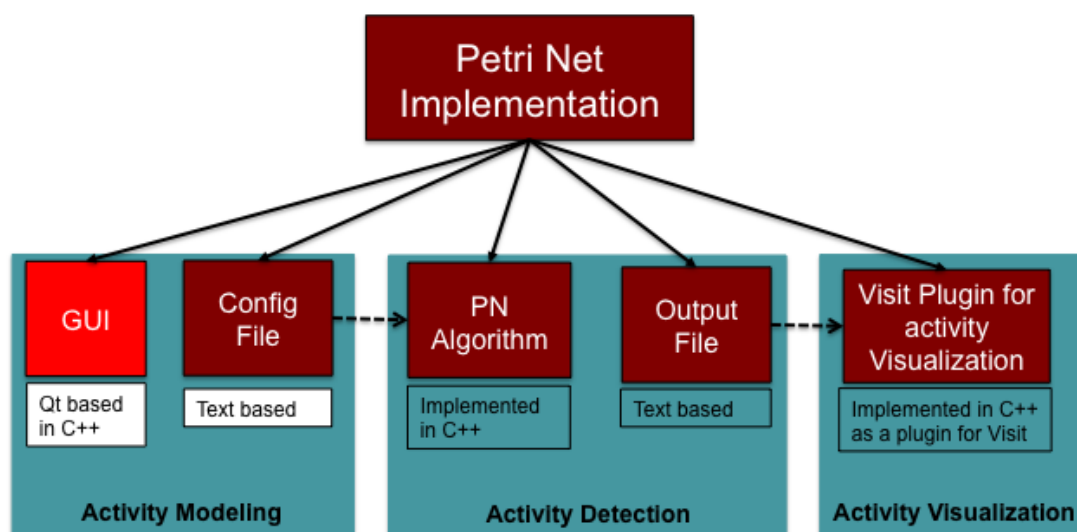 Petri Net
Implementation
GUI
Config
File
PN
Algorithm
Output
File
Visit Plugin for
activity
Visualization
Qt based
in C++
Text based
Implemented
in C++
Text based
Implemented in C++
as a plugin for Visit
Activity Modeling
Activity Detection
Activity Visualization